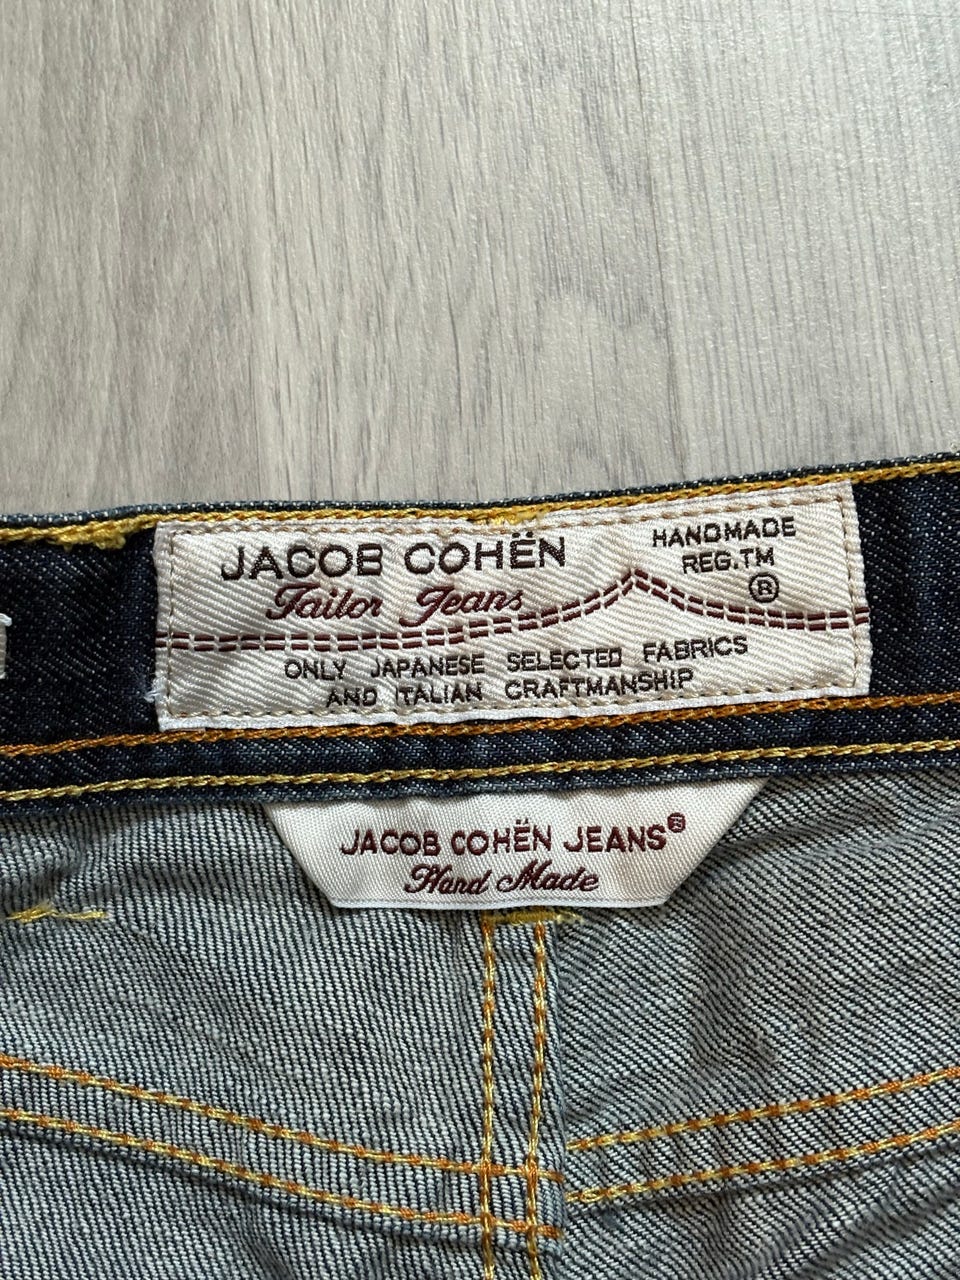 JACOB COHËN
Tailor Jeans
HANDMADE
REG.TM
®
ONLY JAPANESE SELECTED FABRICS
AND ITALIAN CRAFTMANSHIP
JACOB COHËN JEANS®
Hand Made